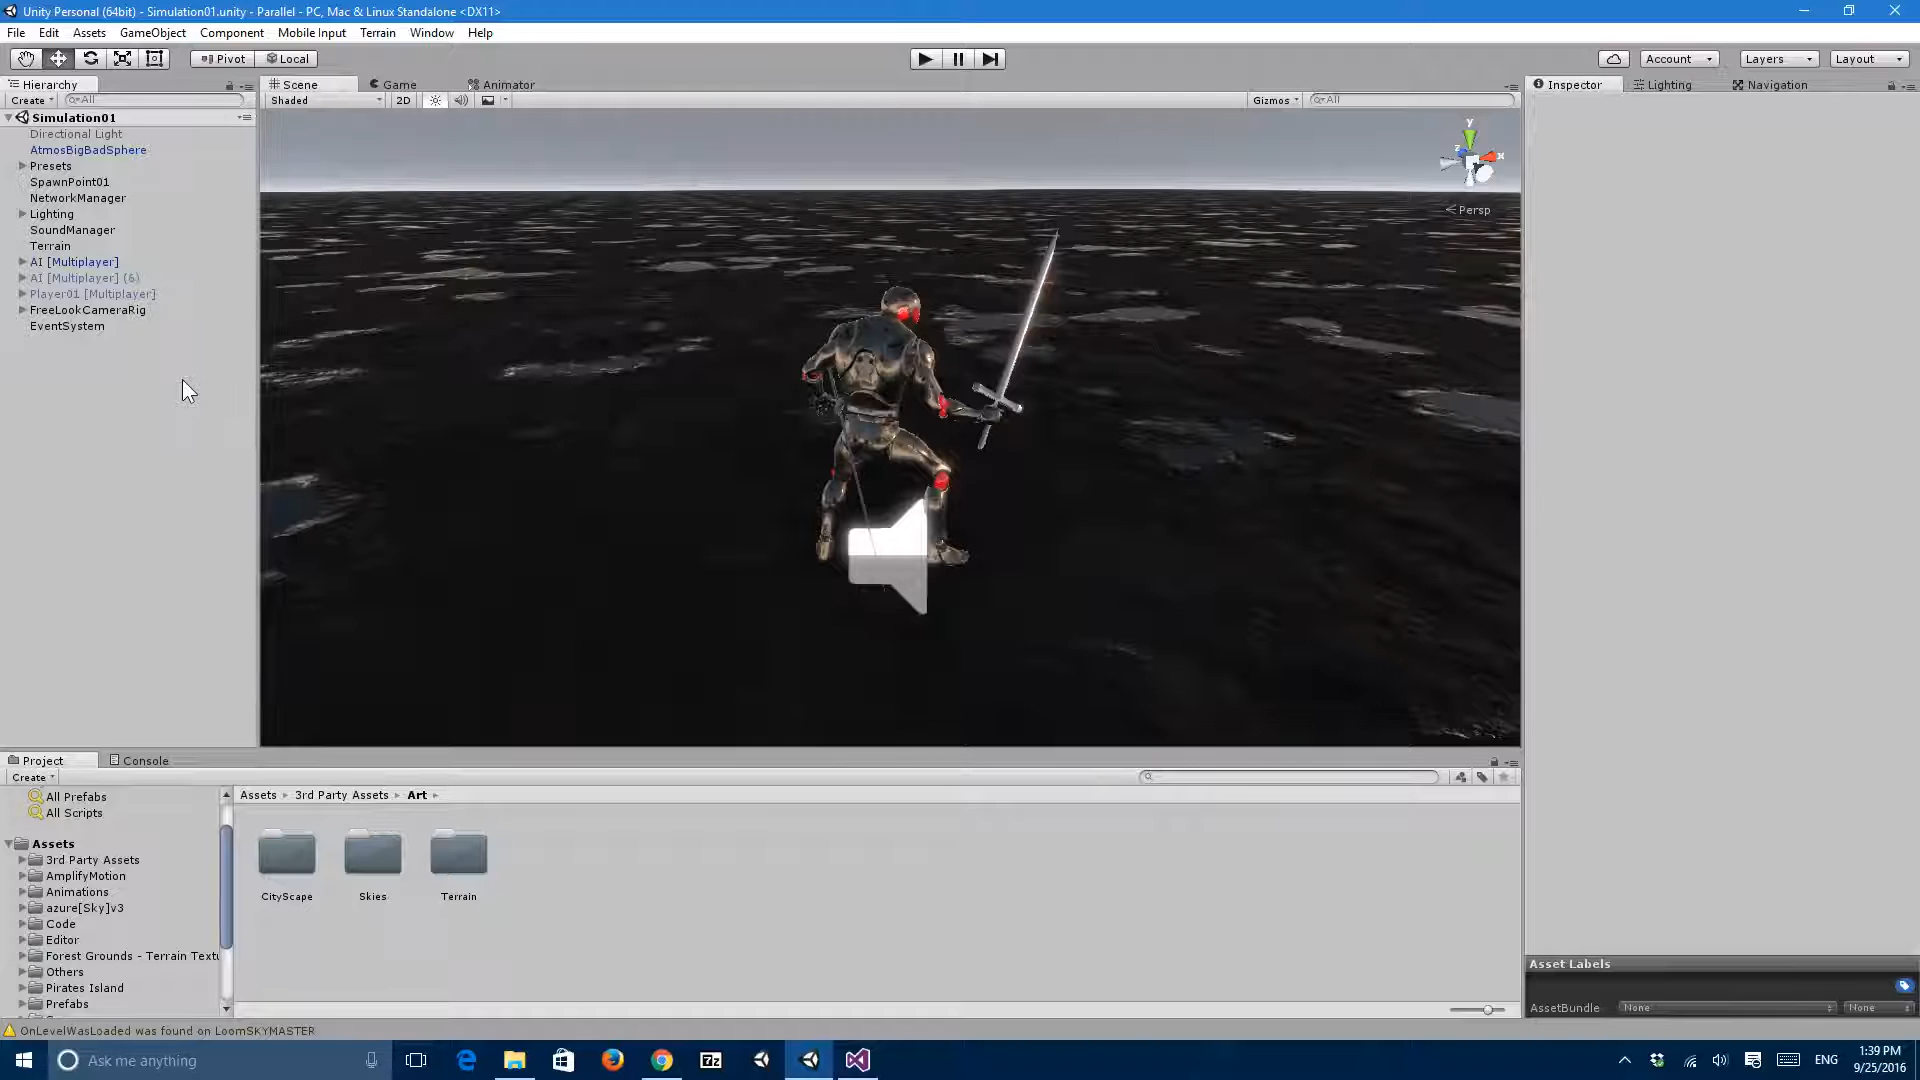 Unity Personal (64bit) - Simulation01.unity - Parallel - PC, Mac & Linux Standalone <DX11>
File Edit Assets GameObject Component Mobile Input Terrain Window Help
Pivot Local Account Layers Layout
Hierarchy Scene Game Animator Inspector Lighting Navigation
Create All Shaded 2D Gizmos All
Simulation01
Directional Light
AtmosBigBadSphere
Presets
SpawnPoint01
NetworkManager
Lighting
SoundManager
Terrain
AI [Multiplayer]
AI [Multiplayer] (6)
Player01 [Multiplayer]
FreeLookCameraRig
EventSystem
y
z x
< Persp
Project Console
Create
All Prefabs
All Scripts
Assets
3rd Party Assets
AmplifyMotion
Animations
azure[Sky]v3
Code
Editor
Forest Grounds - Terrain Textu
Others
Pirates Island
Prefabs
Assets 3rd Party Assets Art
CityScape Skies Terrain
Asset Labels
AssetBundle None None
OnLevelWasLoaded was found on LoomSKYMASTER
Ask me anything
7z
ENG
1:39 PM
9/25/2016